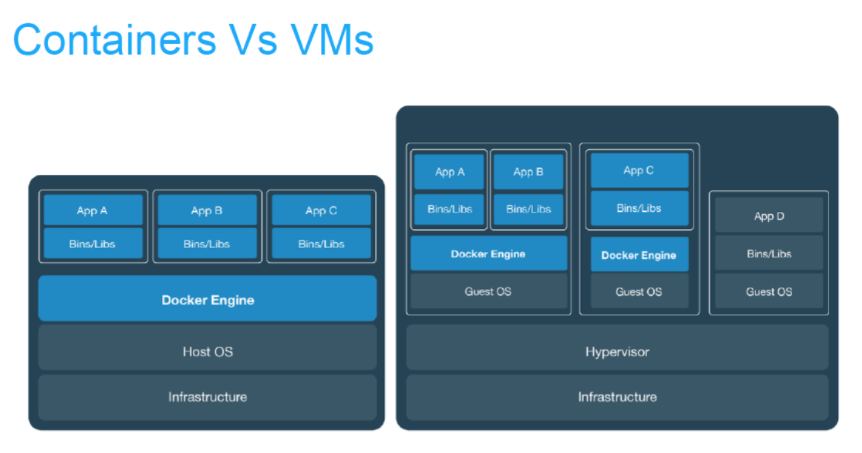 Containers Vs VMs
App A
Bins/Libs
App B
Bins/Libs
App C
Bins/Libs
Docker Engine
Host OS
Infrastructure
App A
Bins/Libs
App B
Bins/Libs
Docker Engine
Guest OS
App C
Bins/Libs
Docker Engine
Guest OS
App D
Bins/Libs
Guest OS
Hypervisor
Infrastructure